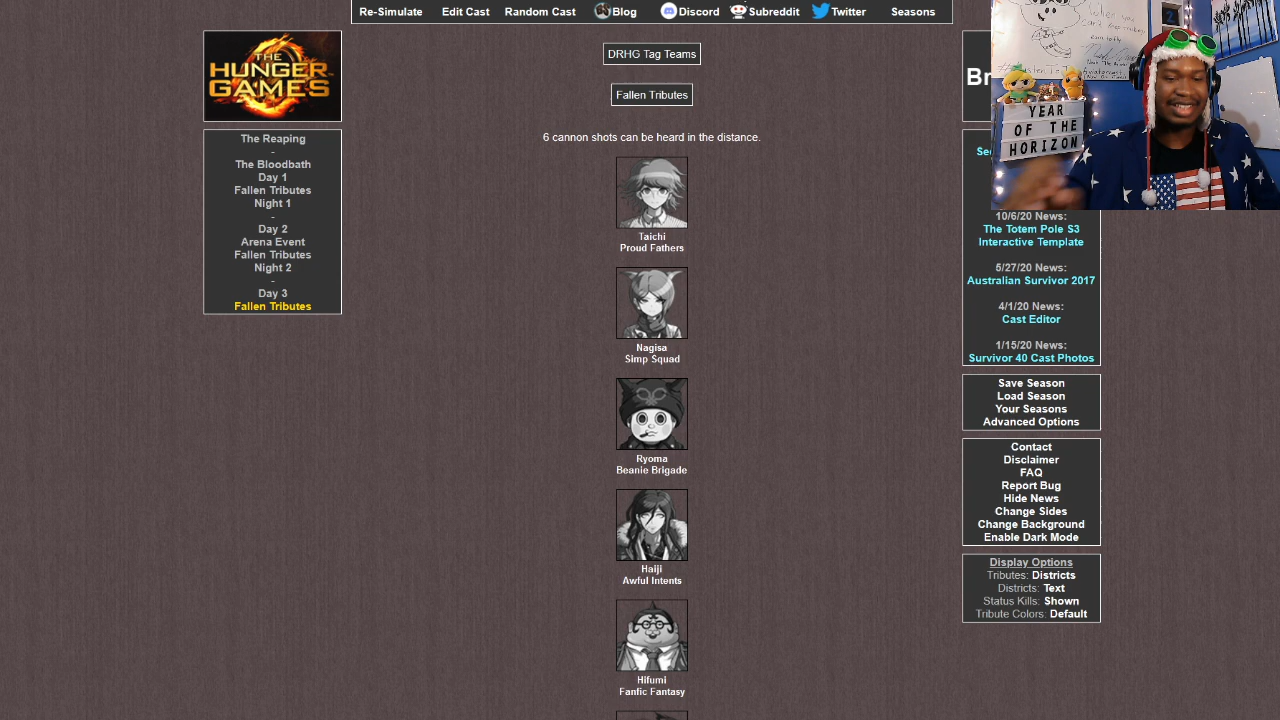 Re-Simulate
Edit Cast
Random Cast
Blog
Discord
Subreddit
Twitter
Seasons
THE
HUNGER
GAMES
The Reaping
-
The Bloodbath
Day 1
Fallen Tributes
Night 1
-
Day 2
Arena Event
Fallen Tributes
Night 2
-
Day 3
Fallen Tributes
DRHG Tag Teams
Fallen Tributes
6 cannon shots can be heard in the distance.
Taichi
Proud Fathers
Nagisa
Simp Squad
Ryoma
Beanie Brigade
Haiji
Awful Intents
Hifumi
Fanfic Fantasy
Br
YEAR
OF THE
HORIZON
2
Se
10/6/20 News:
The Totem Pole S3
Interactive Template
5/27/20 News:
Australian Survivor 2017
4/1/20 News:
Cast Editor
1/15/20 News:
Survivor 40 Cast Photos
Save Season
Load Season
Your Seasons
Advanced Options
Contact
Disclaimer
FAQ
Report Bug
Hide News
Change Sides
Change Background
Enable Dark Mode
Display Options
Tributes: Districts
Districts: Text
Status Kills: Shown
Tribute Colors: Default